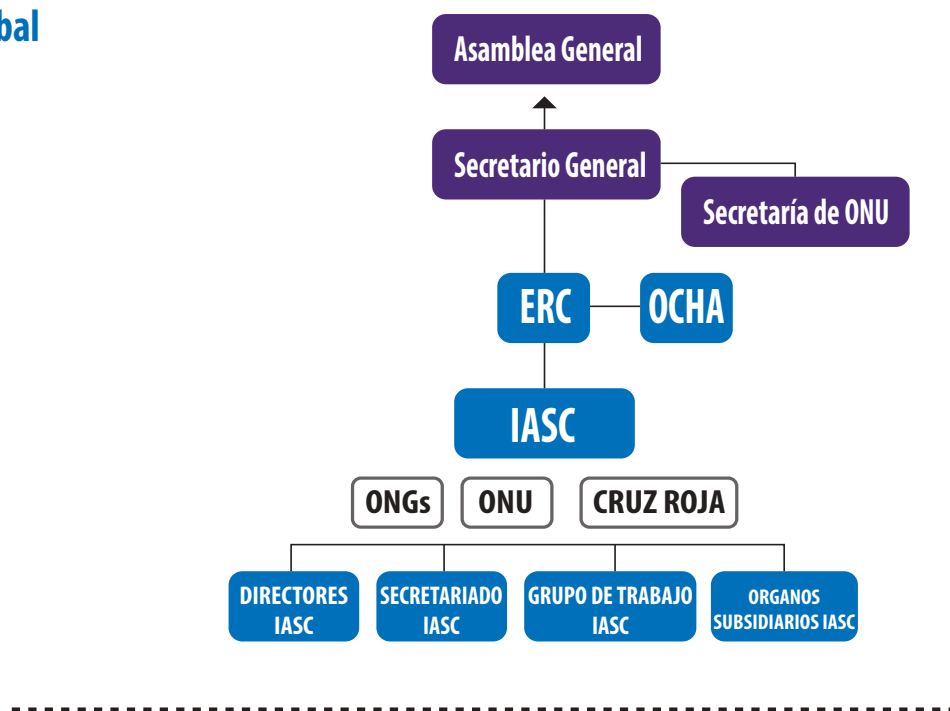 bal
Asamblea General
Secretario General
Secretaría de ONU
ERC
OCHA
IASC
ONGs
ONU
CRUZ ROJA
DIRECTORES
IASC
SECRETARIADO
IASC
GRUPO DE TRABAJO
IASC
ORGANOS
SUBSIDIARIOS IASC